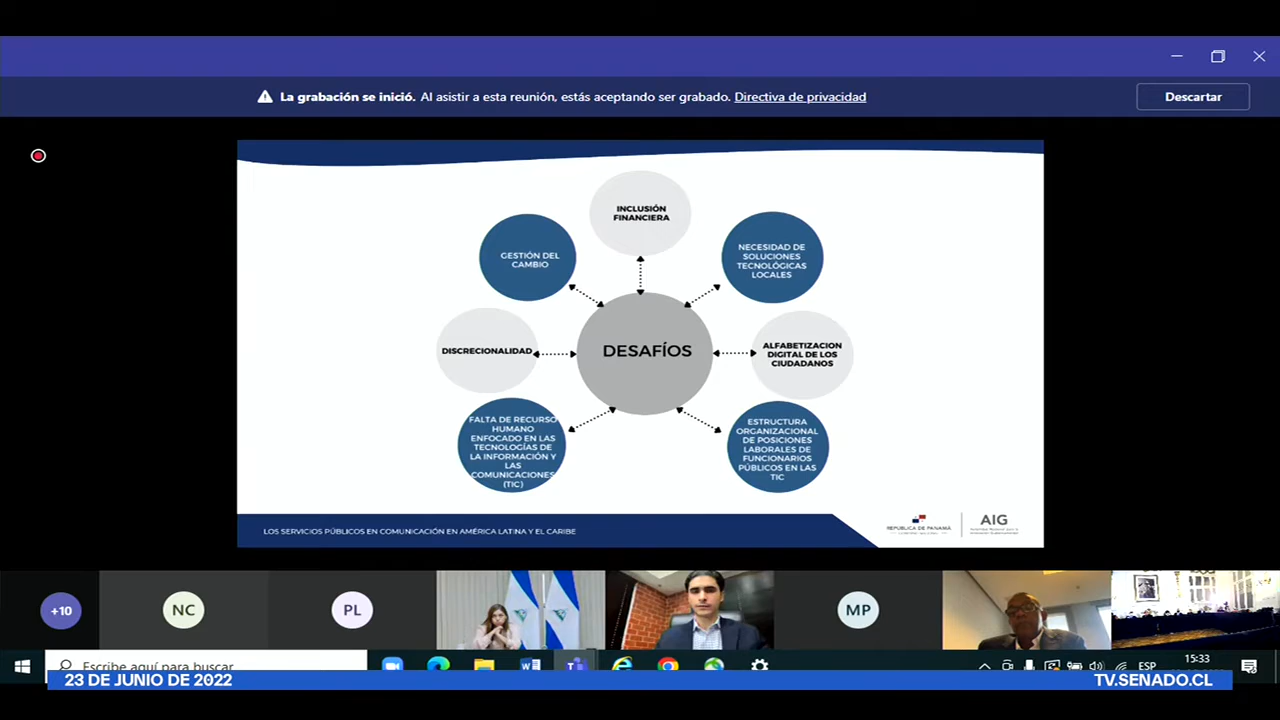 La grabación se inició. Al asistir a esta reunión, estás aceptando ser grabado. Directiva de privacidad
Descartar
INCLUSIÓN
FINANCIERA
GESTIÓN DEL
CAMBIO
NECESIDAD DE
SOLUCIONES
TECNOLÓGICAS
LOCALES
DISCRECIONALIDAD
DESAFÍOS
ALFABETIZACION
DIGITAL DE LOS
CIUDADANOS
FALTA DE RECURSO
HUMANO
ENFOCADO EN LAS
TECNOLOGÍAS DE
LA INFORMACIÓN Y
LAS
COMUNICACIONES
(TIC)
ESTRUCTURA
ORGANIZACIONAL
DE POSICIONES
LABORALES DE
FUNCIONARIOS
PÚBLICOS EN LAS
TIC
LOS SERVICIOS PÚBLICOS EN COMUNICACIÓN EN AMÉRICA LATINA Y EL CARIBE
REPÚBLICA DE PANAMÁ
AIG
+10
NC
PL
MP
Escribe aquí para buscar
ESP
15:33
23 DE JUNIO DE 2022
TV.SENADO.CL